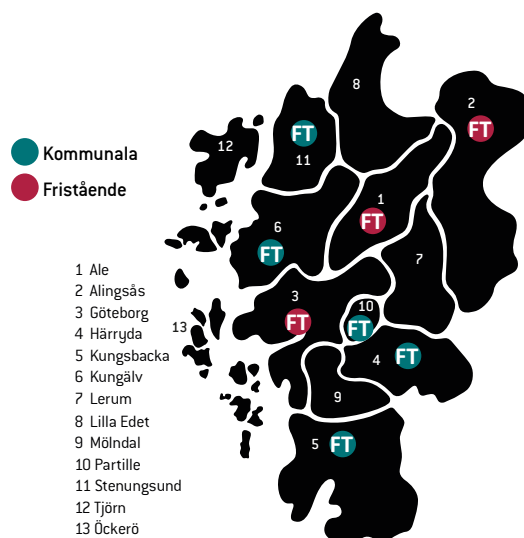 8
2
FT
FT
12
11
Kommunala
Fristående
1
FT
6
FT
7
1 Ale
2 Alingsås
3 Göteborg
4 Härryda
5 Kungsbacka
6 Kungälv
7 Lerum
8 Lilla Edet
9 Mölndal
10 Partille
11 Stenungsund
12 Tjörn
13 Öckerö
3
10
13
FT
FT
4
FT
9
5
FT